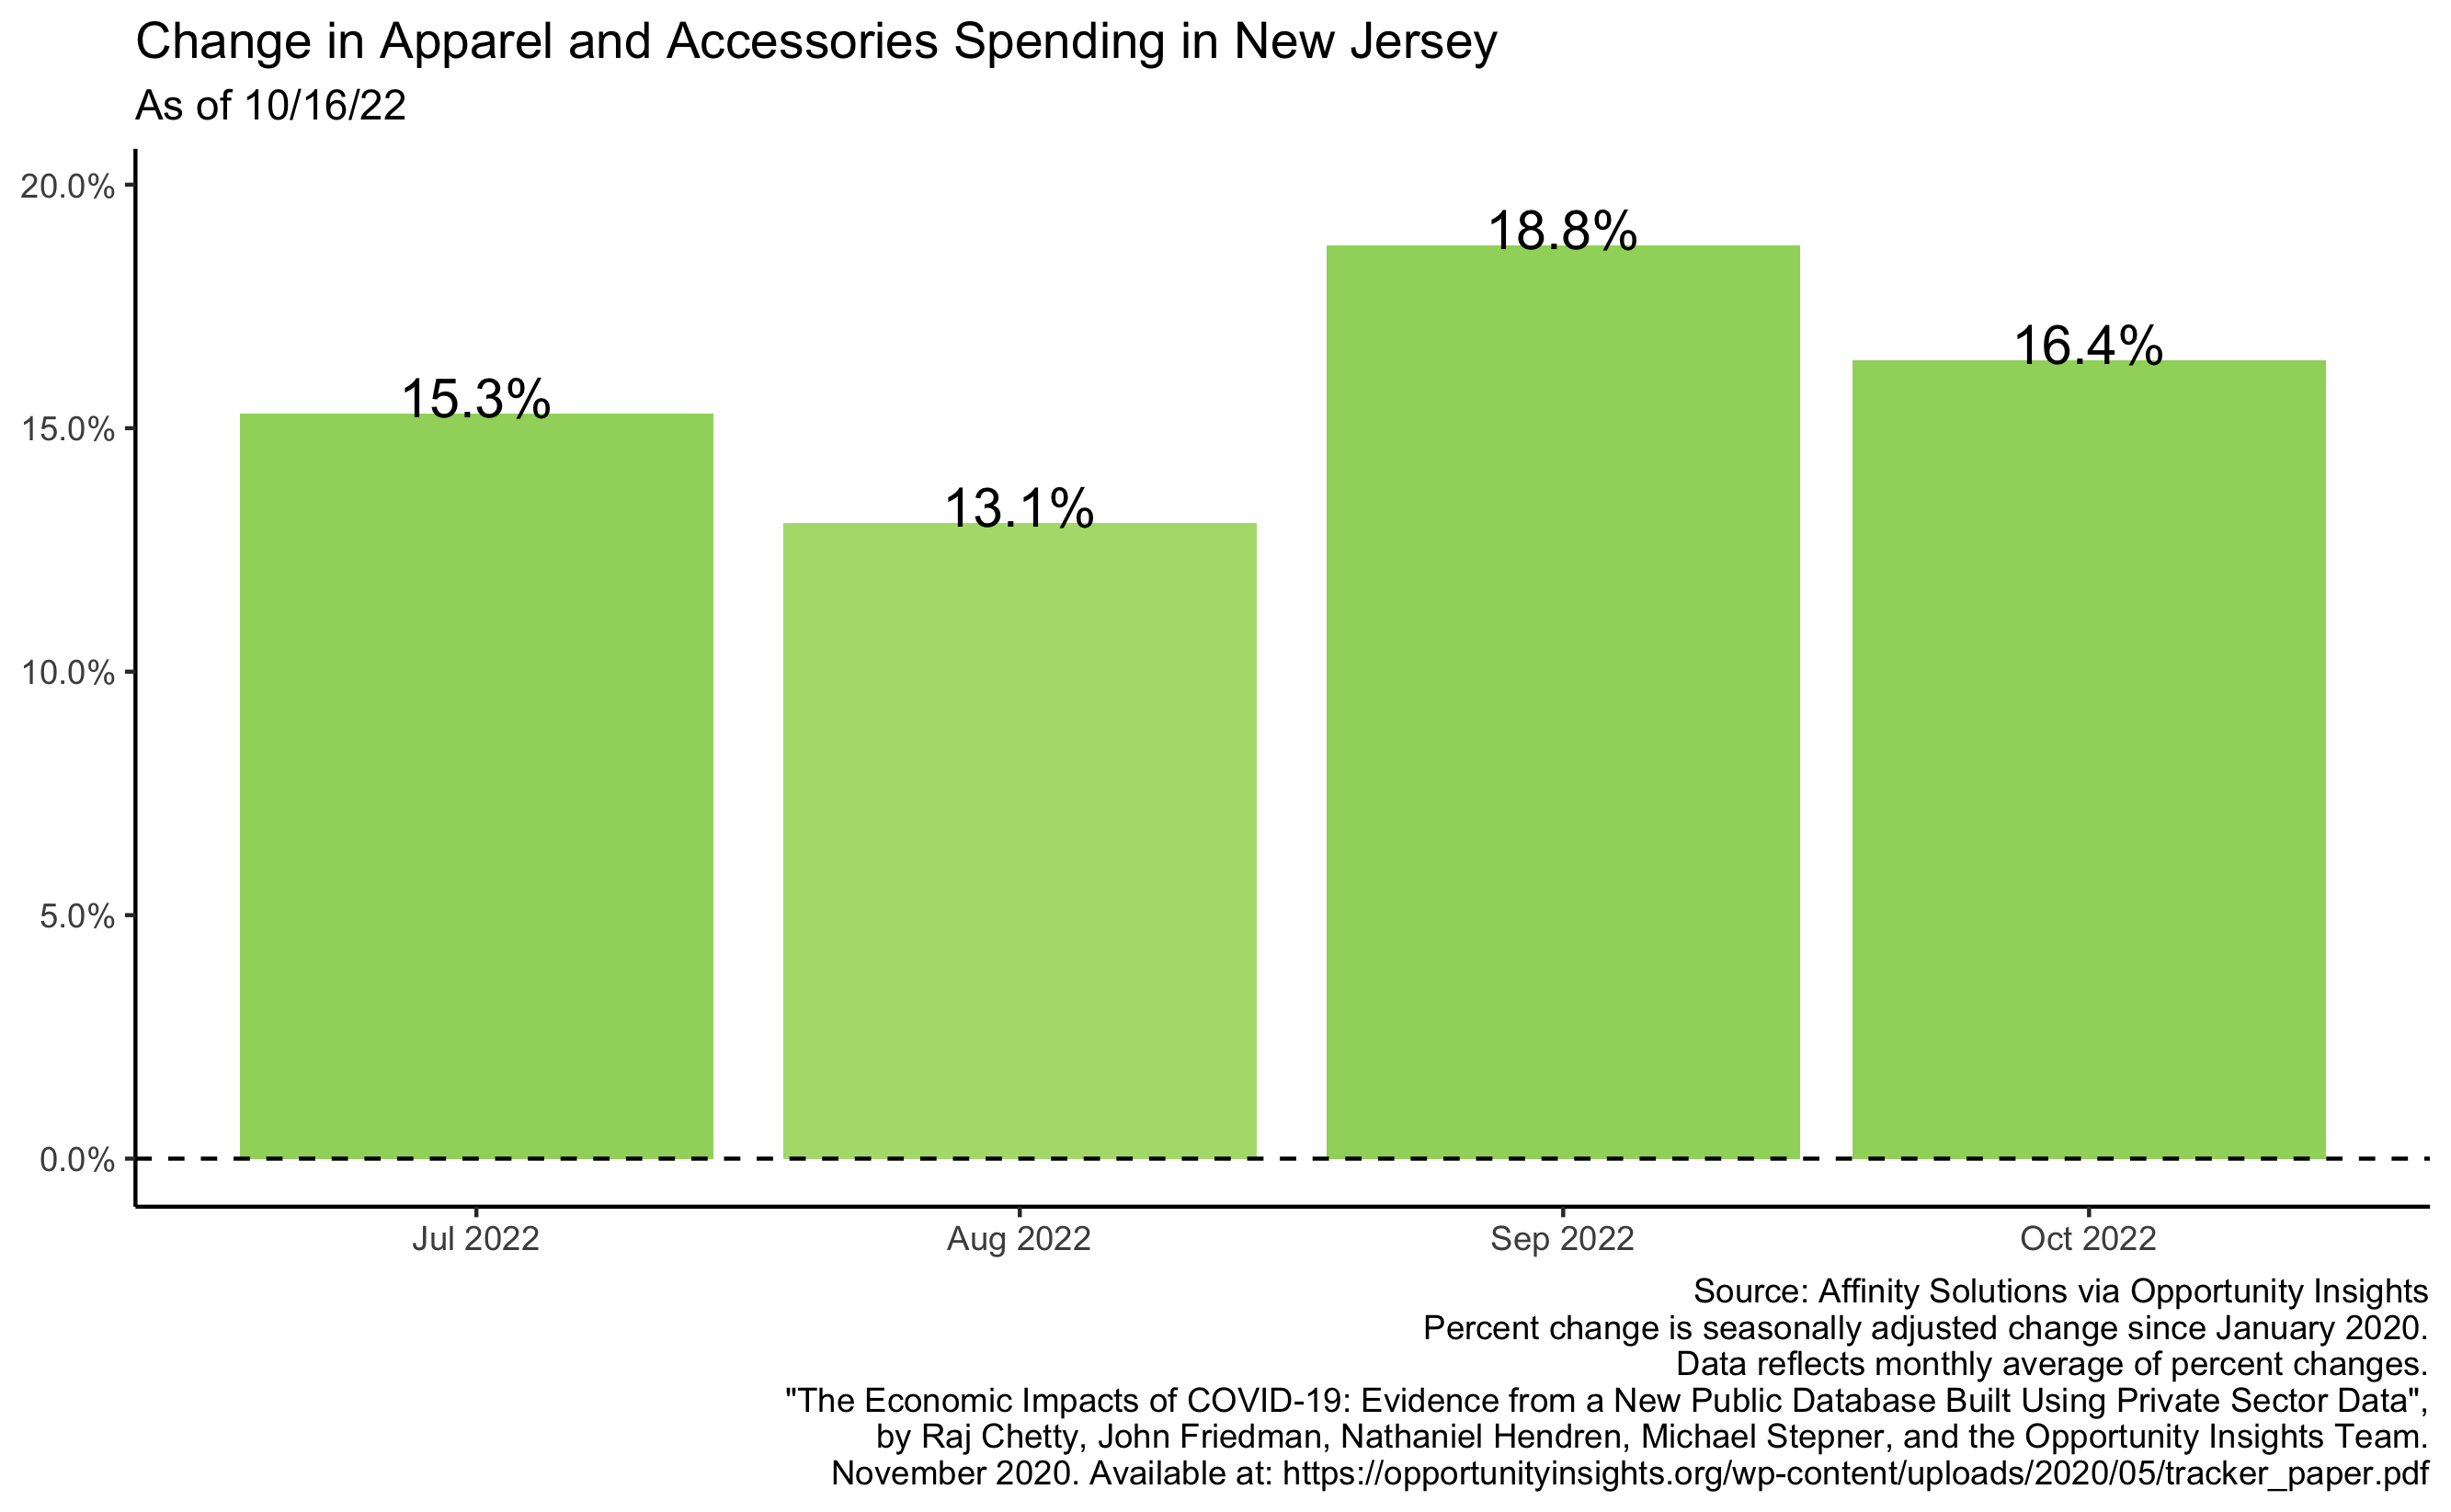 Change in Apparel and Accessories Spending in New Jersey
As of 10/16/22
20.0%
15.0%
10.0%
5.0%
0.0%
15.3%
13.1%
18.8%
16.4%
Jul 2022
Aug 2022
Sep 2022
Oct 2022
Source: Affinity Solutions via Opportunity Insights
Percent change is seasonally adjusted change since January 2020.
Data reflects monthly average of percent changes.
"The Economic Impacts of COVID-19: Evidence from a New Public Database Built Using Private Sector Data",
by Raj Chetty, John Friedman, Nathaniel Hendren, Michael Stepner, and the Opportunity Insights Team.
November 2020. Available at: https://opportunityinsights.org/wp-content/uploads/2020/05/tracker_paper.pdf